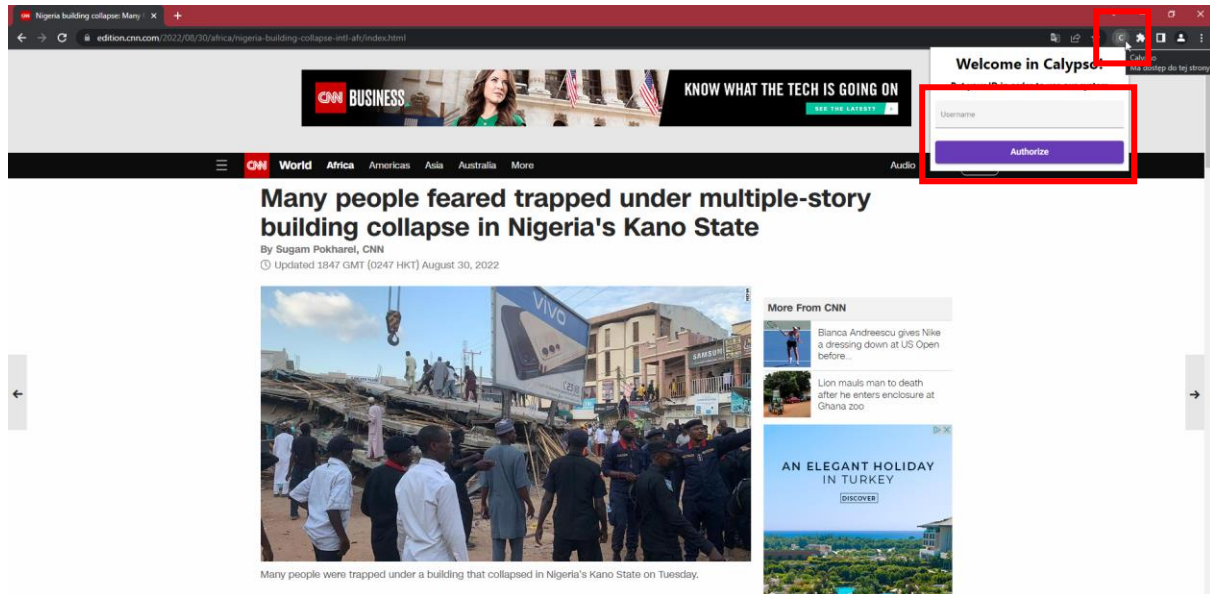 Nigeria building collapse: Many
edition.cnn.com/2022/08/30/africa/nigeria-building-collapse-intl-afr/index.html
Calypso
Ma dostęp do tej strony
Welcome in Calypso!
Username
Authorize
CNN BUSINESS
KNOW WHAT THE TECH IS GOING ON
SEE THE LATEST
CNN World Africa Americas Asia Australia More Audio
Many people feared trapped under multiple-story
building collapse in Nigeria's Kano State
By Sugam Pokharel, CNN
Updated 1847 GMT (0247 HKT) August 30, 2022
vivo
SAMSUNG
Many people were trapped under a building that collapsed in Nigeria's Kano State on Tuesday.
More From CNN
Bianca Andreescu gives Nike
a dressing down at US Open
before...
Lion mauls man to death
after he enters enclosure at
Ghana zoo
AN ELEGANT HOLIDAY
IN TURKEY
DISCOVER